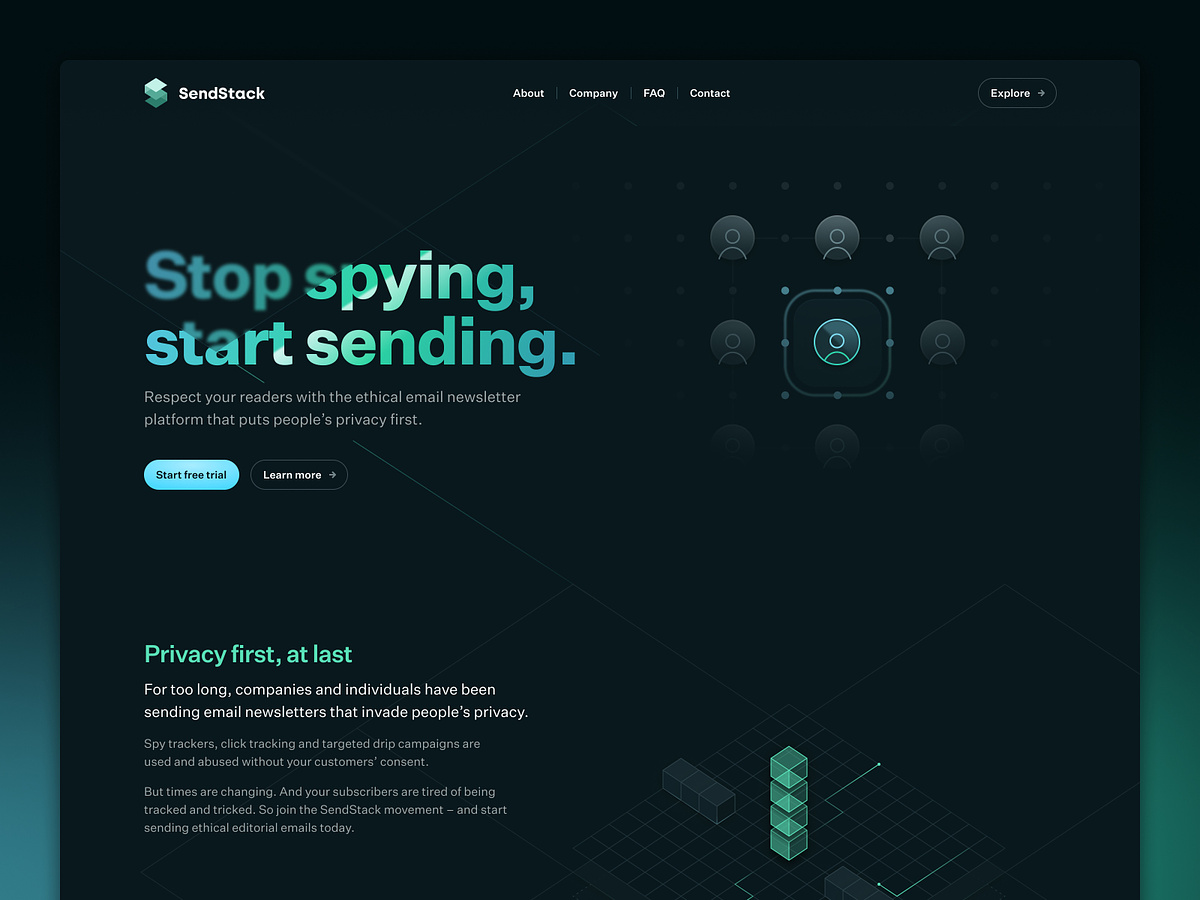 SendStack
About
Company
FAQ
Contact
Explore →
Stop spying,
start sending.
Respect your readers with the ethical email newsletter
platform that puts people’s privacy first.
Start free trial
Learn more →
Privacy first, at last
For too long, companies and individuals have been
sending email newsletters that invade people’s privacy.
Spy trackers, click tracking and targeted drip campaigns are
used and abused without your customers’ consent.
But times are changing. And your subscribers are tired of being
tracked and tricked. So join the SendStack movement – and start
sending ethical editorial emails today.